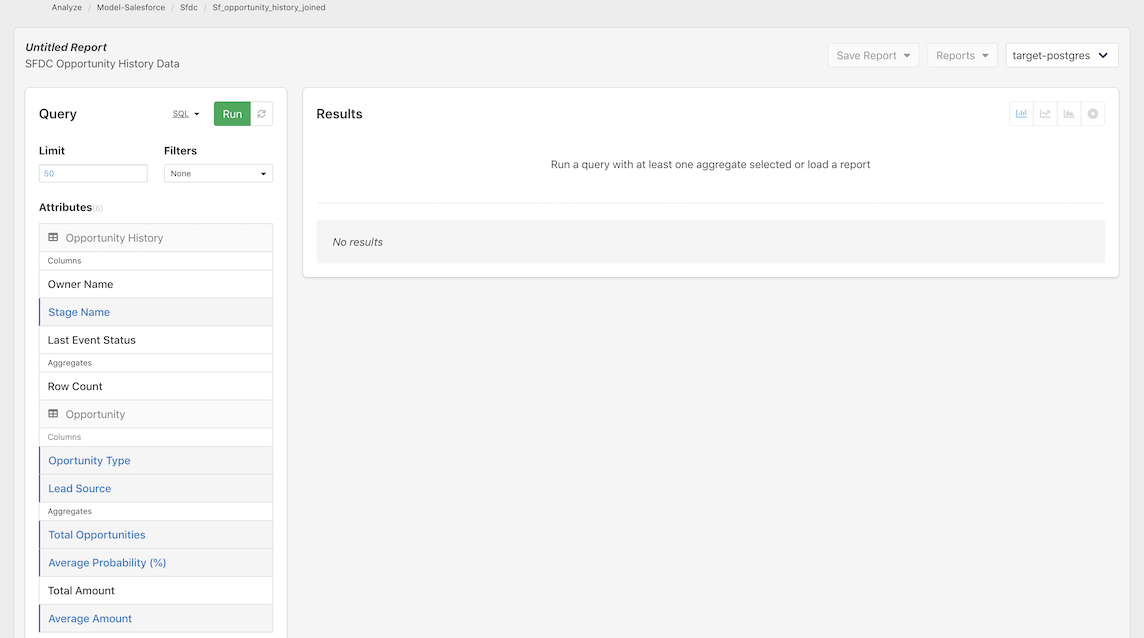 Analyze / Model-Salesforce / Sfdc / Sf_opportunity_history_joined
Untitled Report
SFDC Opportunity History Data
Save Report
Reports
target-postgres
Query
SQL
Run
Limit
Filters
50
None
Attributes(6)
Opportunity History
Columns
Owner Name
Stage Name
Last Event Status
Aggregates
Row Count
Opportunity
Columns
Oportunity Type
Lead Source
Aggregates
Total Opportunities
Average Probability (%)
Total Amount
Average Amount
Results
Run a query with at least one aggregate selected or load a report
No results